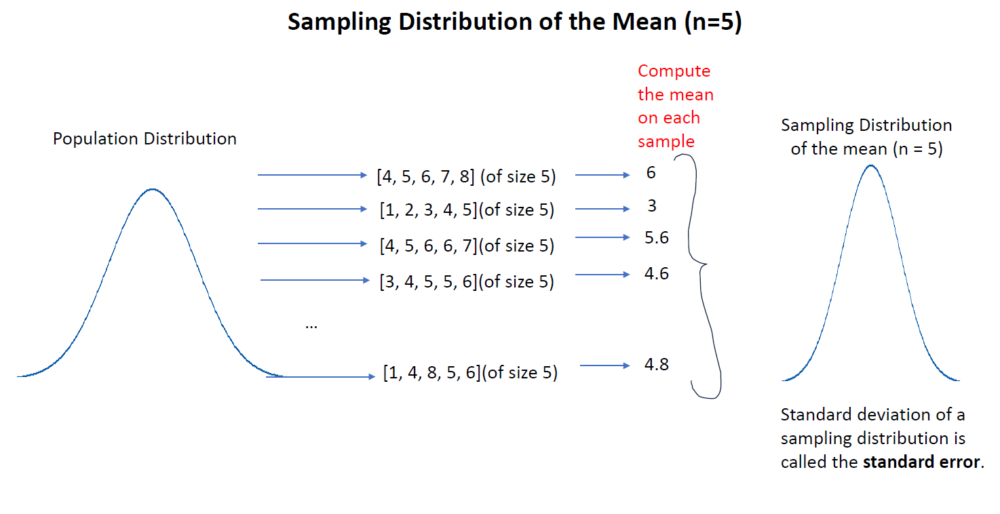 Sampling Distribution of the Mean (n=5)
Compute
the mean
on each
sample
Population Distribution
Sampling Distribution
of the mean (n = 5)
[4, 5, 6, 7, 8] (of size 5)
6
[1, 2, 3, 4, 5](of size 5)
3
[4, 5, 6, 6, 7](of size 5)
5.6
[3, 4, 5, 5, 6](of size 5)
4.6
...
[1, 4, 8, 5, 6](of size 5)
4.8
Standard deviation of a
sampling distribution is
called the standard error.